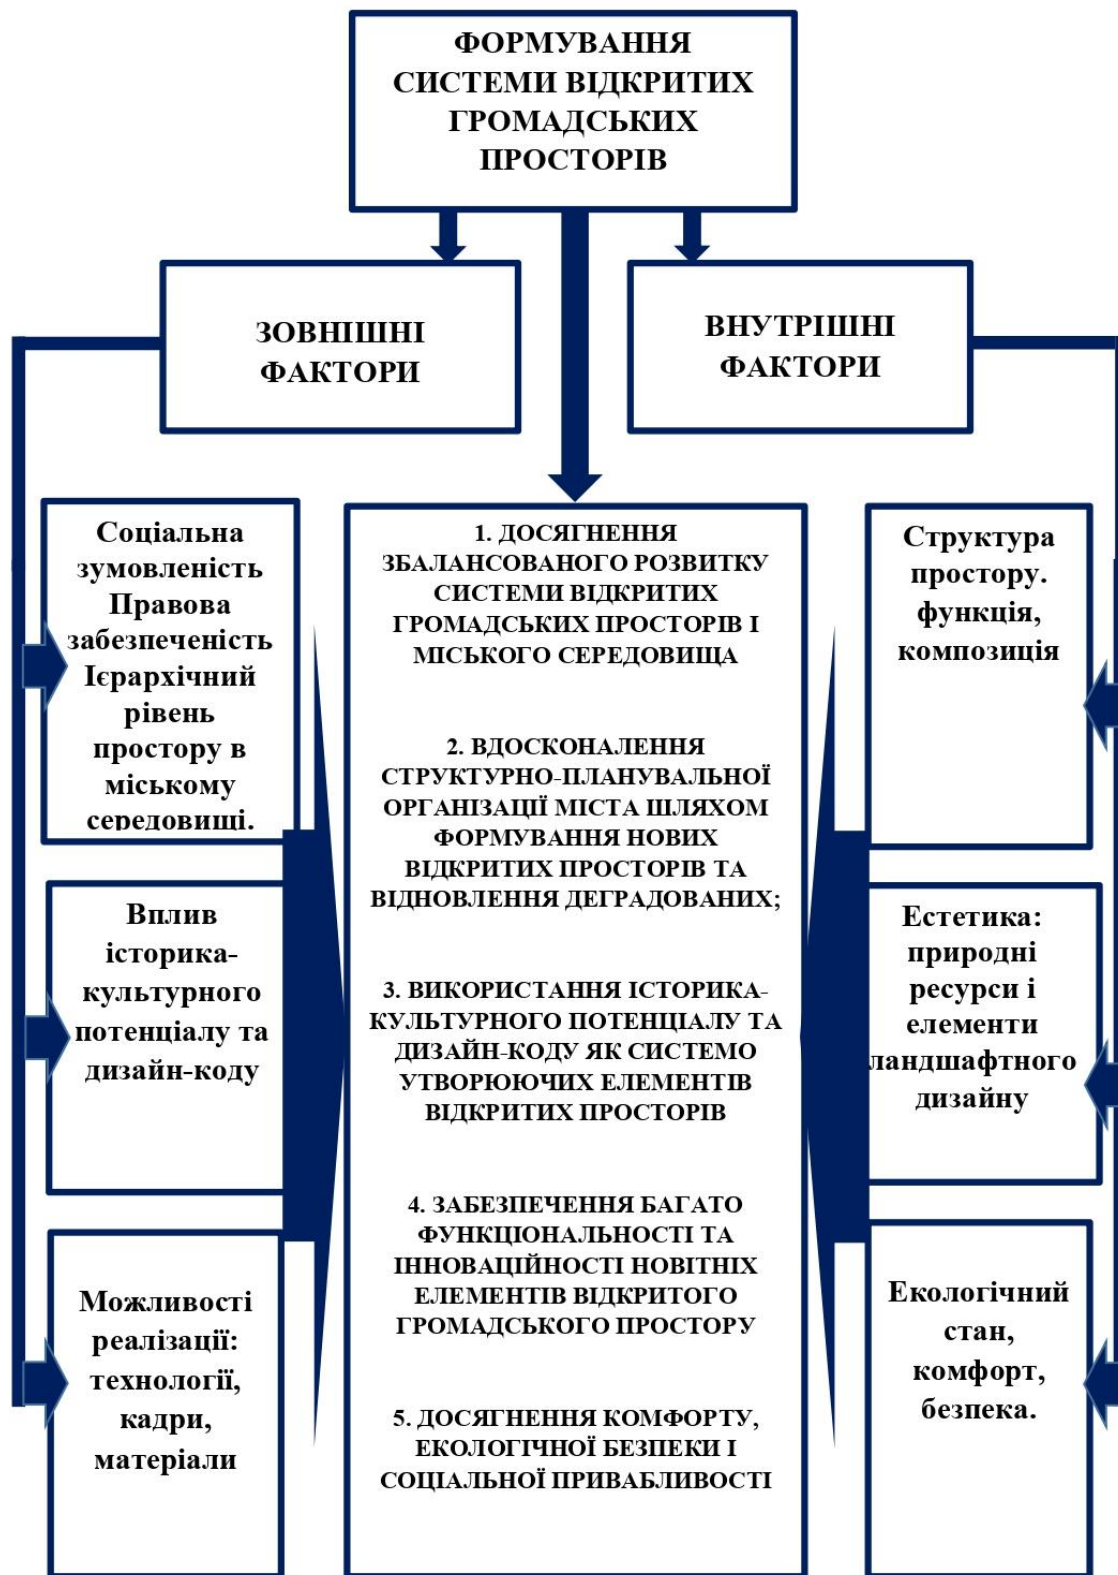 ФОРМУВАННЯ
СИСТЕМИ ВІДКРИТИХ
ГРОМАДСЬКИХ
ПРОСТОРІВ
ЗОВНІШНІ
ФАКТОРИ
ВНУТРІШНІ
ФАКТОРИ
Соціальна
зумовленість
Правова
забезпеченість
Ієрархічний
рівень
простору в
міському
середовищі.
Вплив
історика-
культурного
потенціалу та
дизайн-коду
Можливості
реалізації:
технології,
кадри,
матеріали
1. ДОСЯГНЕННЯ
ЗБАЛАНСОВАНОГО РОЗВИТКУ
СИСТЕМИ ВІДКРИТИХ
ГРОМАДСЬКИХ ПРОСТОРІВ І
МІСЬКОГО СЕРЕДОВИЩА
2. ВДОСКОНАЛЕННЯ
СТРУКТУРНО-ПЛАНУВАЛЬНОЇ
ОРГАНІЗАЦІЇ МІСТА ШЛЯХОМ
ФОРМУВАННЯ НОВИХ
ВІДКРИТИХ ПРОСТОРІВ ТА
ВІДНОВЛЕННЯ ДЕГРАДОВАНИХ;
3. ВИКОРИСТАННЯ ІСТОРИКА-
КУЛЬТУРНОГО ПОТЕНЦІАЛУ ТА
ДИЗАЙН-КОДУ ЯК СИСТЕМО
УТВОРЮЮЧИХ ЕЛЕМЕНТІВ
ВІДКРИТИХ ПРОСТОРІВ
4. ЗАБЕЗПЕЧЕННЯ БАГАТО
ФУНКЦІОНАЛЬНОСТІ ТА
ІННОВАЦІЙНОСТІ НОВІТНІХ
ЕЛЕМЕНТІВ ВІДКРИТОГО
ГРОМАДСЬКОГО ПРОСТОРУ
5. ДОСЯГНЕННЯ КОМФОРТУ,
ЕКОЛОГІЧНОЇ БЕЗПЕКИ І
СОЦІАЛЬНОЇ ПРИВАБЛИВОСТІ
Структура
простору.
функція,
композиція
Естетика:
природні
ресурси і
елементи
ландшафтного
дизайну
Екологічний
стан,
комфорт,
безпека.